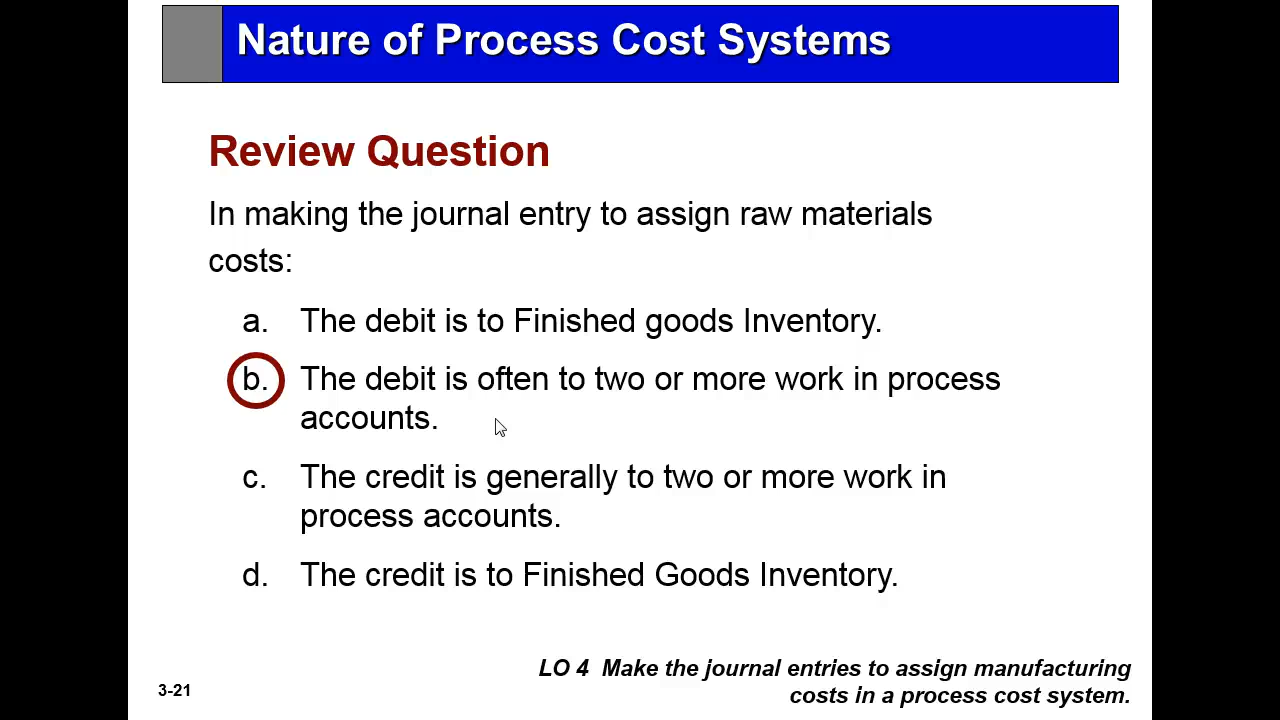 Nature of Process Cost Systems
Review Question
In making the journal entry to assign raw materials
costs:
a. The debit is to Finished goods Inventory.
b. The debit is often to two or more work in process
accounts.
c. The credit is generally to two or more work in
process accounts.
d. The credit is to Finished Goods Inventory.
LO 4 Make the journal entries to assign manufacturing
costs in a process cost system.
3-21